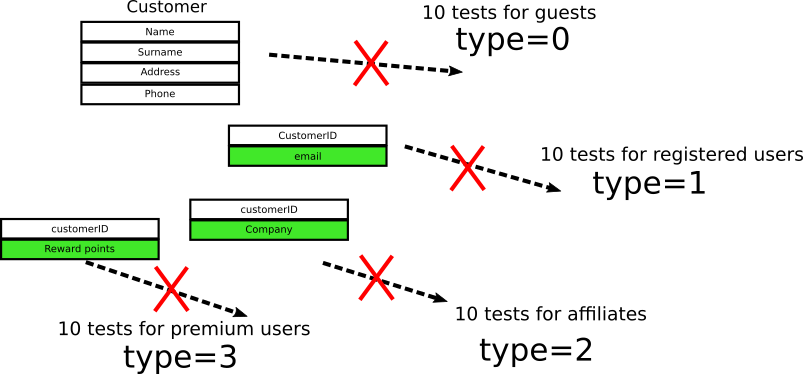 Customer
Name
Surname
Address
Phone
10 tests for guests
type=0
CustomerID
email
10 tests for registered users
type=1
customerID
Company
10 tests for affiliates
type=2
customerID
Reward points
10 tests for premium users
type=3